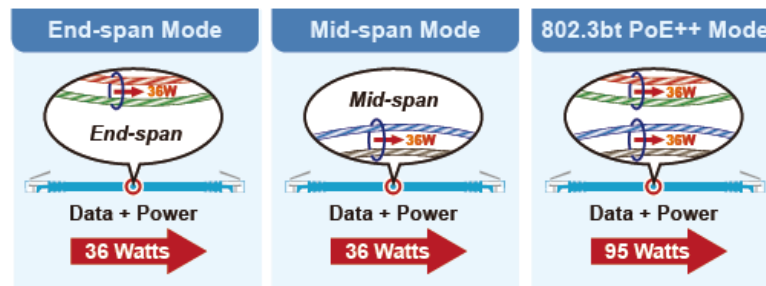 End-span Mode
36W
End-span
Data + Power
36 Watts
Mid-span Mode
Mid-span
36W
Data + Power
36 Watts
802.3bt PoE++ Mode
36W
36W
Data + Power
95 Watts